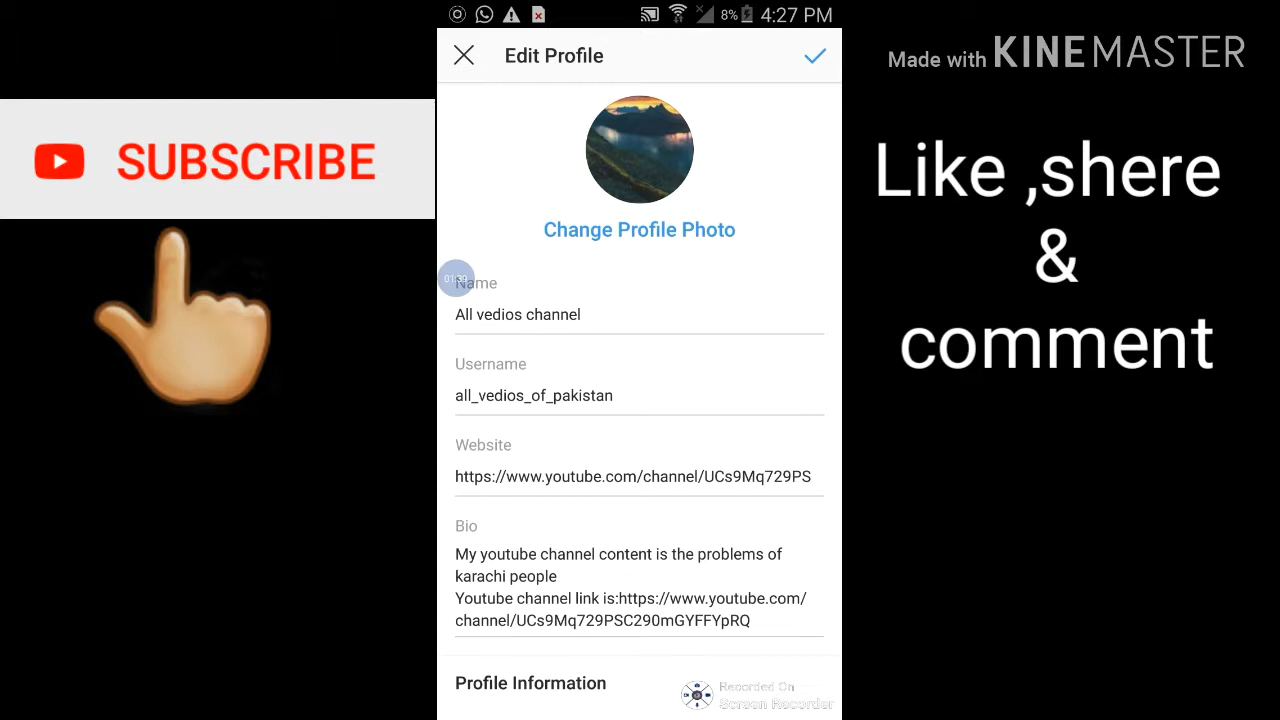 8% 4:27 PM
Edit Profile
Made with KINEMASTER
SUBSCRIBE
Like ,shere
&
comment
Change Profile Photo
01:39
Name
All vedios channel
Username
all_vedios_of_pakistan
Website
https://www.youtube.com/channel/UCs9Mq729PS
Bio
My youtube channel content is the problems of
karachi people
Youtube channel link is:https://www.youtube.com/
channel/UCs9Mq729PSC290mGYFFYpRQ
Profile Information
Recorded On
Screen Recorder